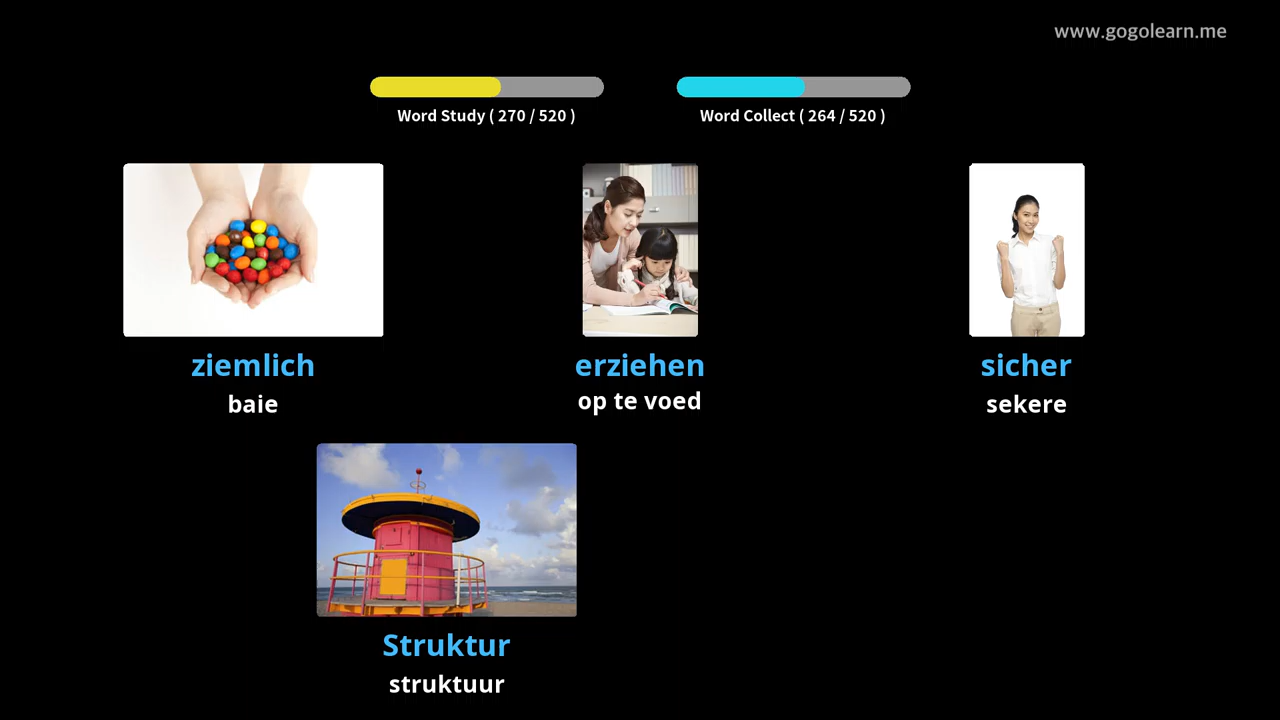 www.gogolearn.me
Word Study ( 270 / 520 )
Word Collect ( 264 / 520 )
ziemlich
baie
erziehen
op te voed
sicher
sekere
Struktur
struktuur